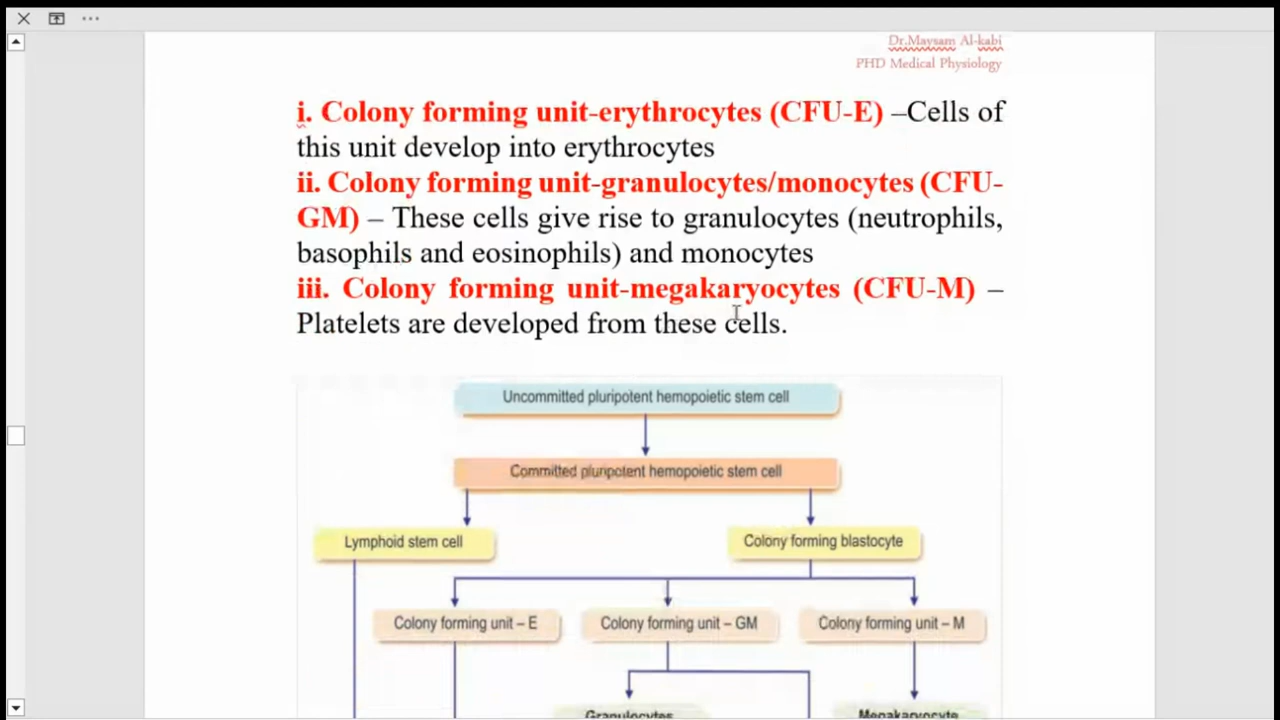 Dr.Maysam Al-kabi
PHD Medical Physiology
i. Colony forming unit-erythrocytes (CFU-E) –Cells of
this unit develop into erythrocytes
ii. Colony forming unit-granulocytes/monocytes (CFU-
GM) – These cells give rise to granulocytes (neutrophils,
basophils and eosinophils) and monocytes
iii. Colony forming unit-megakaryocytes (CFU-M) –
Platelets are developed from these cells.
Uncommitted pluripotent hemopoietic stem cell
Committed pluripotent hemopoietic stem cell
Lymphoid stem cell
Colony forming blastocyte
Colony forming unit – E
Colony forming unit – GM
Colony forming unit – M
Granulocytes
Megakaryocyte